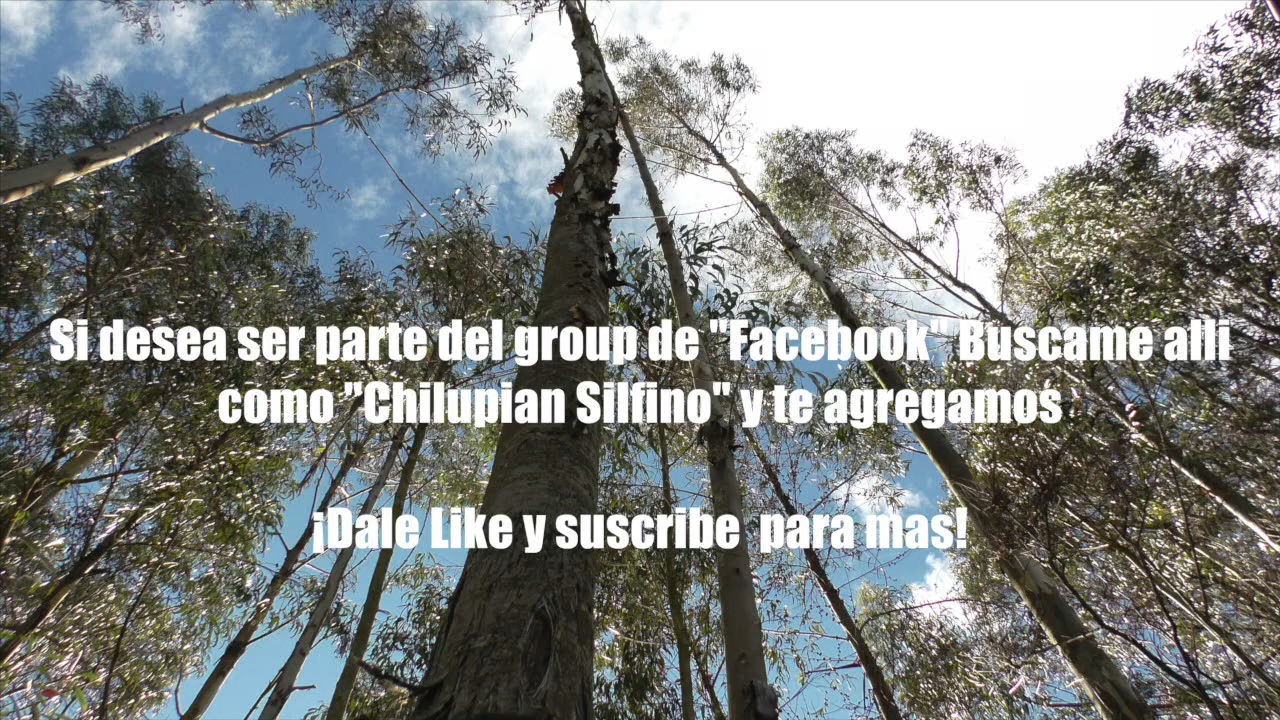 Si desea ser parte del group de "Facebook" Buscame alli
como "Chilupian Silfino" y te agregamos
¡Dale Like y suscribe para mas!